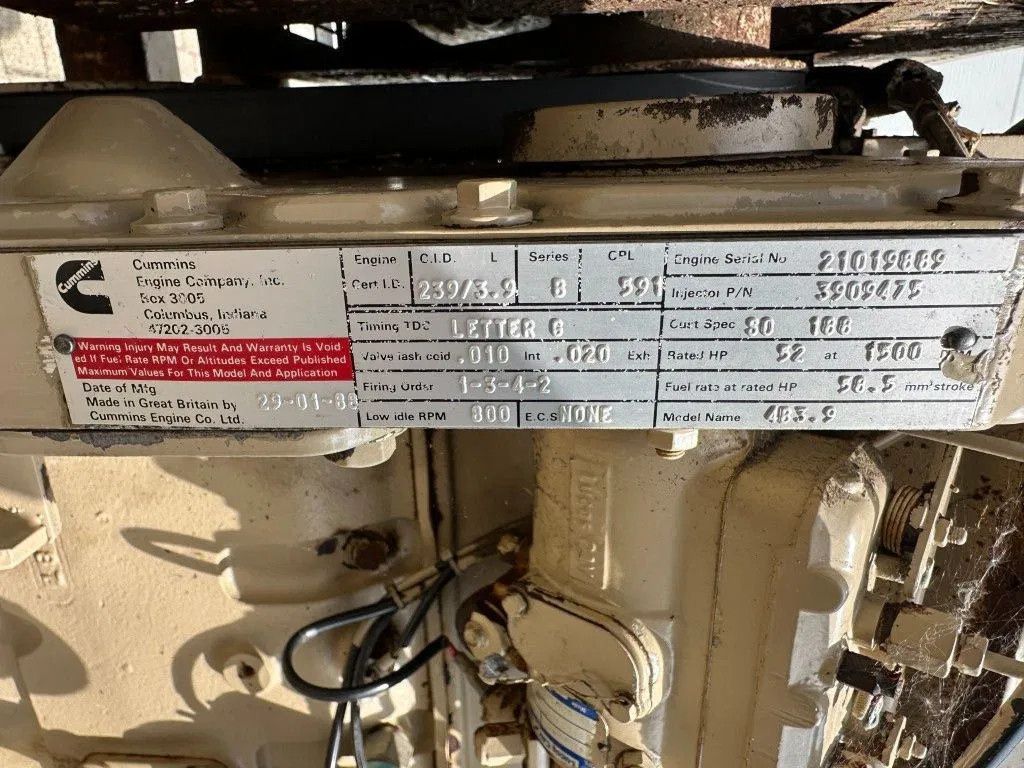 Cummins
Cummins
Engine Company, Inc.
Box 3005
Columbus, Indiana
47202-3005
Warning Injury May Result And Warranty Is Void
ed If Fuel Rate RPM Or Altitudes Exceed Published
Maximum Values For This Model And Application
Date of Mfg
Made in Great Britain by 29-01-88
Cummins Engine Co. Ltd.
Engine C.I.D. L Series CPL
Cert I.D. 239/3.9 B 591
Timing TDC LETTER G
Valve lash cold .010 Int .020 Exh
Firing Order 1-3-4-2
Low idle RPM 800 E.C.S NONE
Engine Serial No 21019889
Injector P/N 3909475
Cust Spec 80 188
Rated HP 52 at 1500
Fuel rate at rated HP 58.5 mm³stroke
Model Name 4B3.9